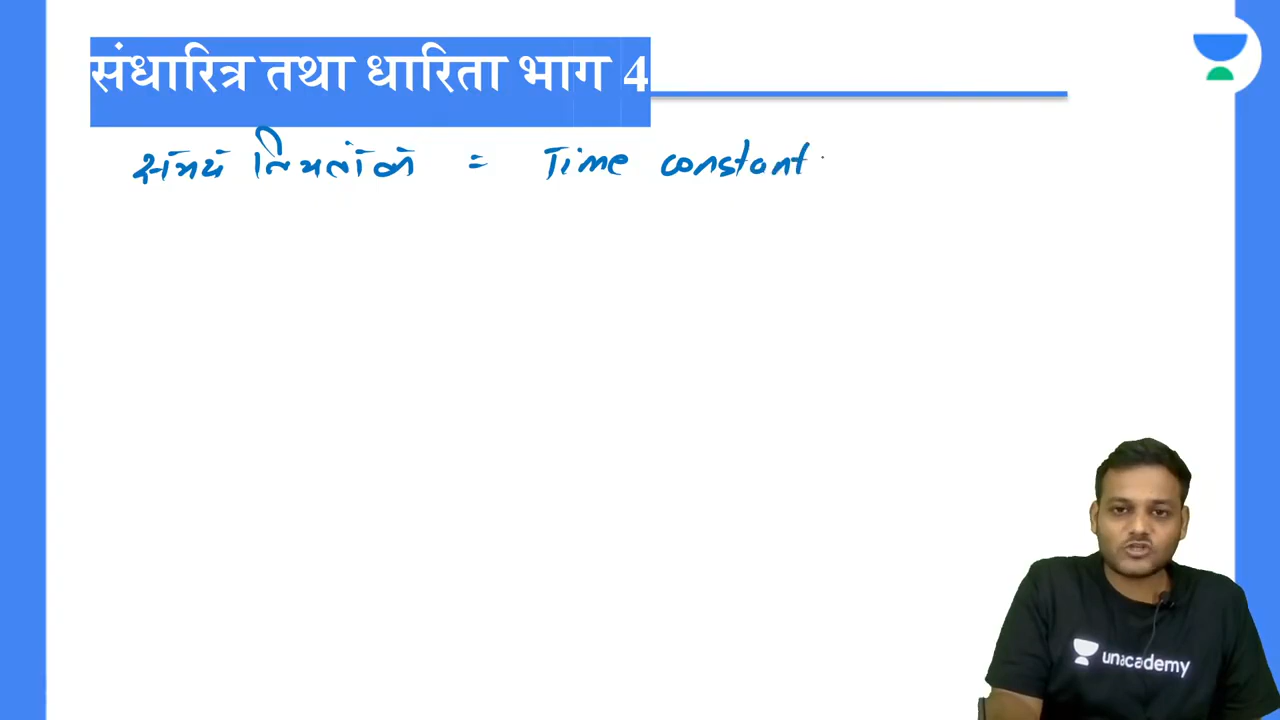 संधारित्र तथा धारिता भाग 4
समय नियतांक = Time constant
unacademy